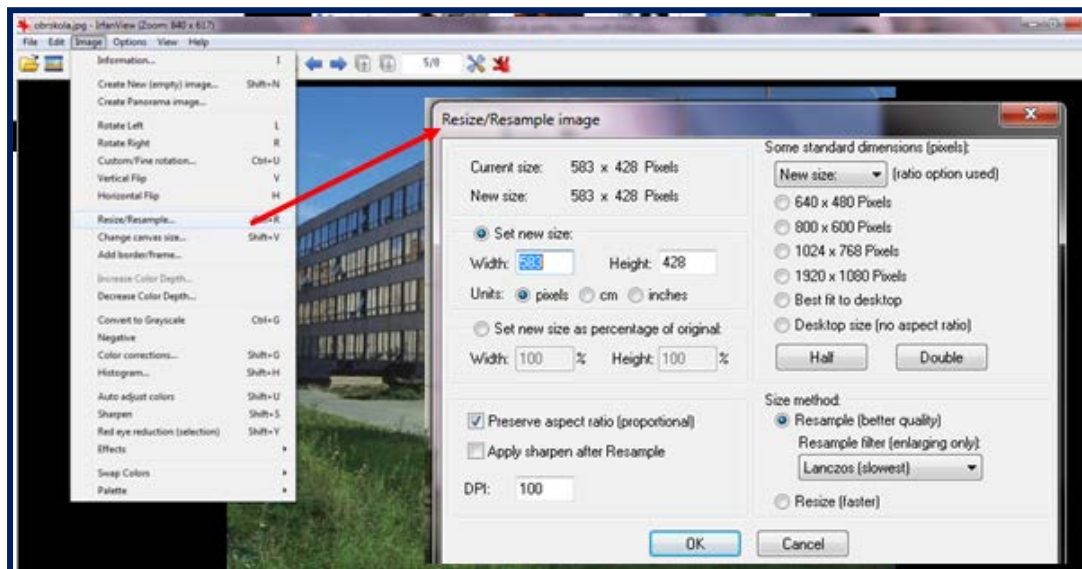 obrskola.jpg - IrfanView (Zoom: 840 x 617)
File Edit Image Options View Help
5/8
Information... I
Create New (empty) image... Shift+N
Create Panorama image...
Rotate Left L
Rotate Right R
Custom/Fine rotation... Ctrl+U
Vertical Flip V
Horizontal Flip H
Resize/Resample... Ctrl+R
Change canvas size... Shift+V
Add border/frame...
Increase Color Depth...
Decrease Color Depth...
Convert to Grayscale Ctrl+G
Negative
Color corrections... Shift+G
Histogram... Shift+H
Auto adjust colors Shift+U
Sharpen Shift+S
Red eye reduction (selection) Shift+Y
Effects
Swap Colors
Palette
Resize/Resample image
Current size: 583 x 428 Pixels
New size: 583 x 428 Pixels
Set new size:
Width: 583 Height: 428
Units: pixels cm inches
Set new size as percentage of original:
Width: 100 % Height: 100 %
Preserve aspect ratio (proportional)
Apply sharpen after Resample
DPI: 100
Some standard dimensions (pixels):
New size: (ratio option used)
640 x 480 Pixels
800 x 600 Pixels
1024 x 768 Pixels
1920 x 1080 Pixels
Best fit to desktop
Desktop size (no aspect ratio)
Half Double
Size method:
Resample (better quality)
Resample filter (enlarging only):
Lanczos (slowest)
Resize (faster)
OK Cancel